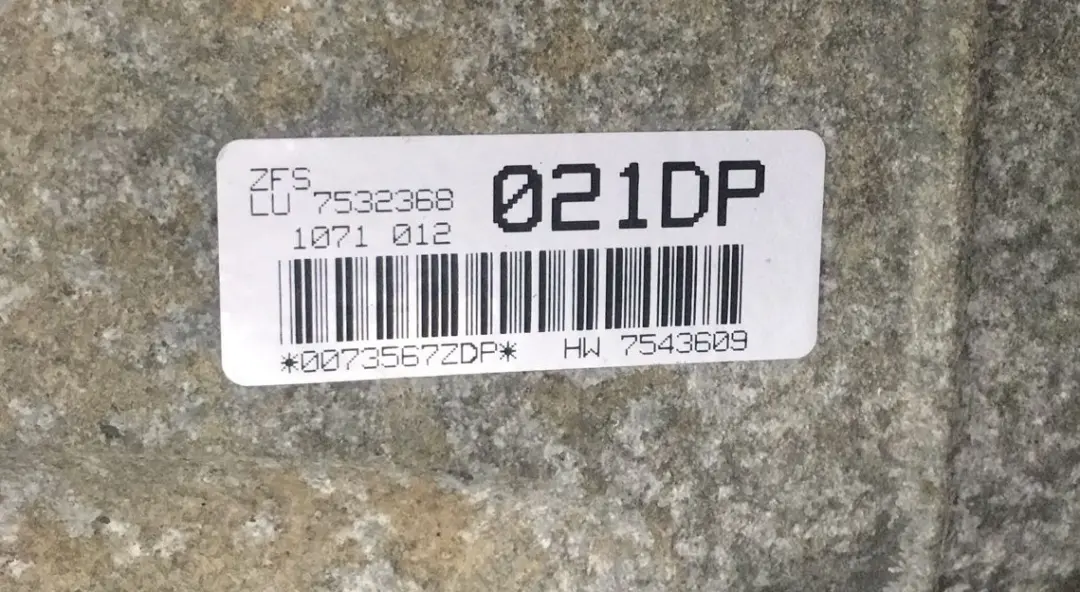 ZFS
LU 7532368
1071 012
021DP
*0073567ZDP* HW 7543609